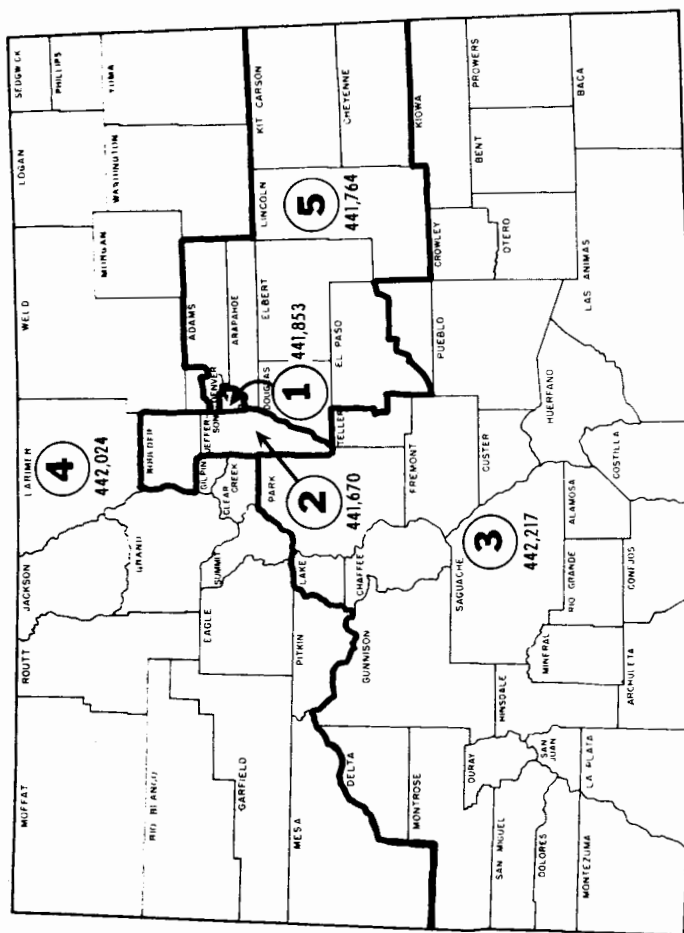 MOFFAT
ROUTT
JACKSON
LARIMER
WELD
LOGAN
SEDGWICK
PHILLIPS
4
442,024
MORGAN
WASHINGTON
YUMA
RIO BLANCO
GRAND
BOULDER
GARFIELD
EAGLE
SUMMIT
GILPIN
CLEAR
CREEK
JEFFER
SON
DENVER
ADAMS
ARAPAHOE
MESA
PITKIN
LAKE
PARK
DOUGLAS
ELBERT
LINCOLN
KIT CARSON
2
441,670
1
441,853
5
441,764
DELTA
GUNNISON
CHAFFEE
TELLER
EL PASO
CHEYENNE
MONTROSE
FREMONT
OURAY
SAGUACHE
3
442,217
CUSTER
PUEBLO
CROWLEY
KIOWA
SAN MIGUEL
HINSDALE
OTERO
BENT
PROWERS
DOLORES
SAN
JUAN
MINERAL
RIO GRANDE
ALAMOSA
HUERFANO
MONTEZUMA
LA PLATA
ARCHULETA
CONEJOS
COSTILLA
LAS ANIMAS
BACA